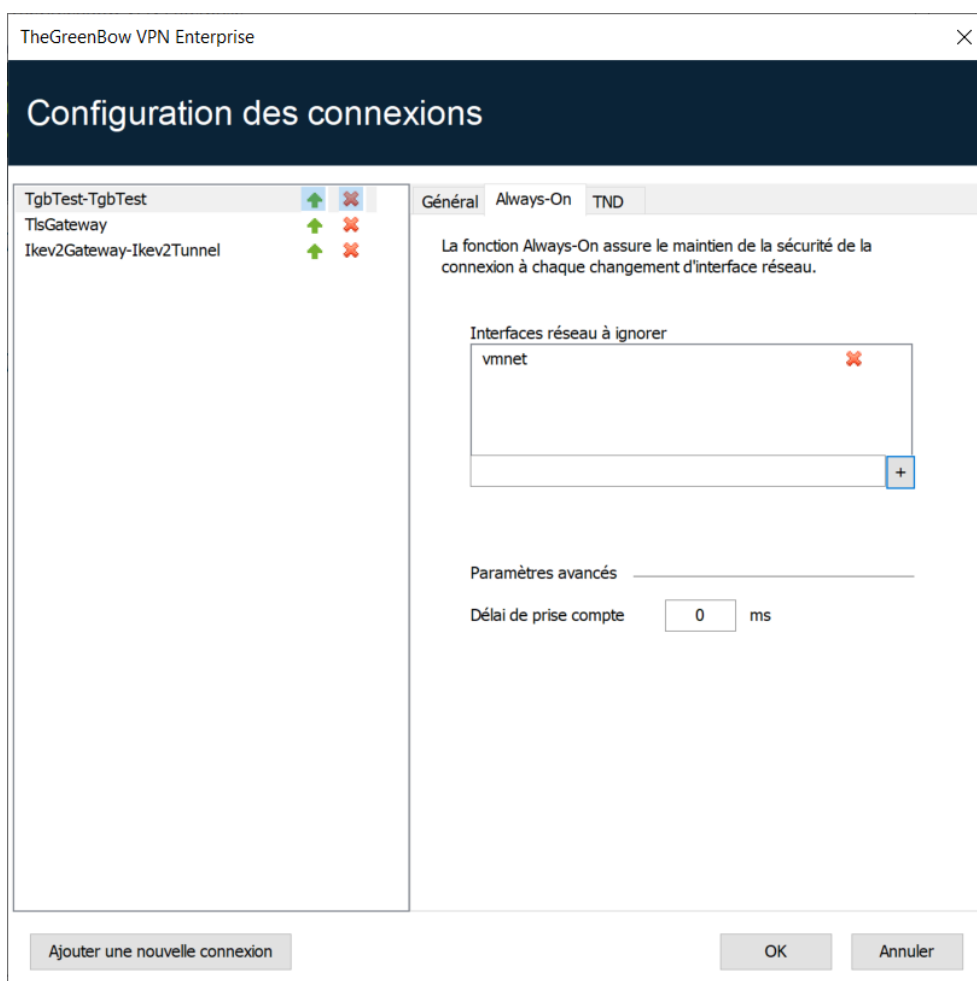 TheGreenBow VPN Enterprise
Configuration des connexions
TgbTest-TgbTest
TlsGateway
Ikev2Gateway-Ikev2Tunnel
Général Always-On TND
La fonction Always-On assure le maintien de la sécurité de la
connexion à chaque changement d'interface réseau.
Interfaces réseau à ignorer
vmnet
+
Paramètres avancés
Délai de prise compte 0 ms
Ajouter une nouvelle connexion OK Annuler